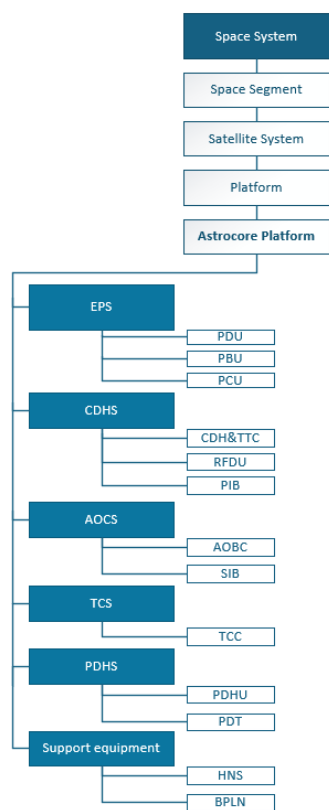 Space System
Space Segment
Satellite System
Platform
Astrocore Platform
EPS
PDU
PBU
PCU
CDHS
CDH&TTC
RFDU
PIB
AOCS
AOBC
SIB
TCS
TCC
PDHS
PDHU
PDT
Support equipment
HNS
BPLN